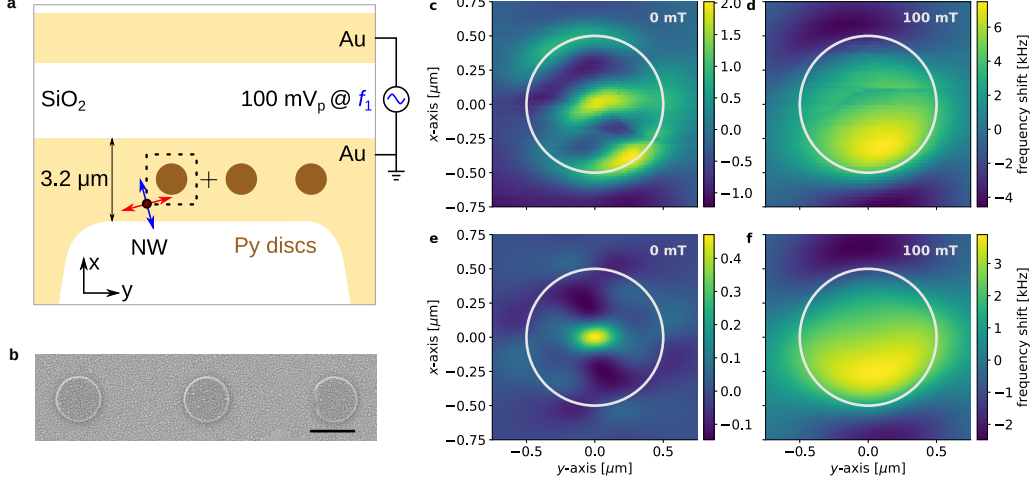 a
Au
SiO2
100 mVp @ f1
Au
3.2 μm
NW
Py discs
x
y
b
c
0.75
0.50
0.25
0.00
−0.25
−0.50
−0.75
x-axis [μm]
0 mT
2.0
1.5
1.0
0.5
0.0
−0.5
−1.0
d
100 mT
6
4
2
0
−2
−4
frequency shift [kHz]
e
0.75
0.50
0.25
0.00
−0.25
−0.50
−0.75
x-axis [μm]
0 mT
−0.5
0.0
0.5
y-axis [μm]
0.4
0.3
0.2
0.1
0.0
−0.1
f
100 mT
−0.5
0.0
0.5
y-axis [μm]
3
2
1
0
−1
−2
frequency shift [kHz]